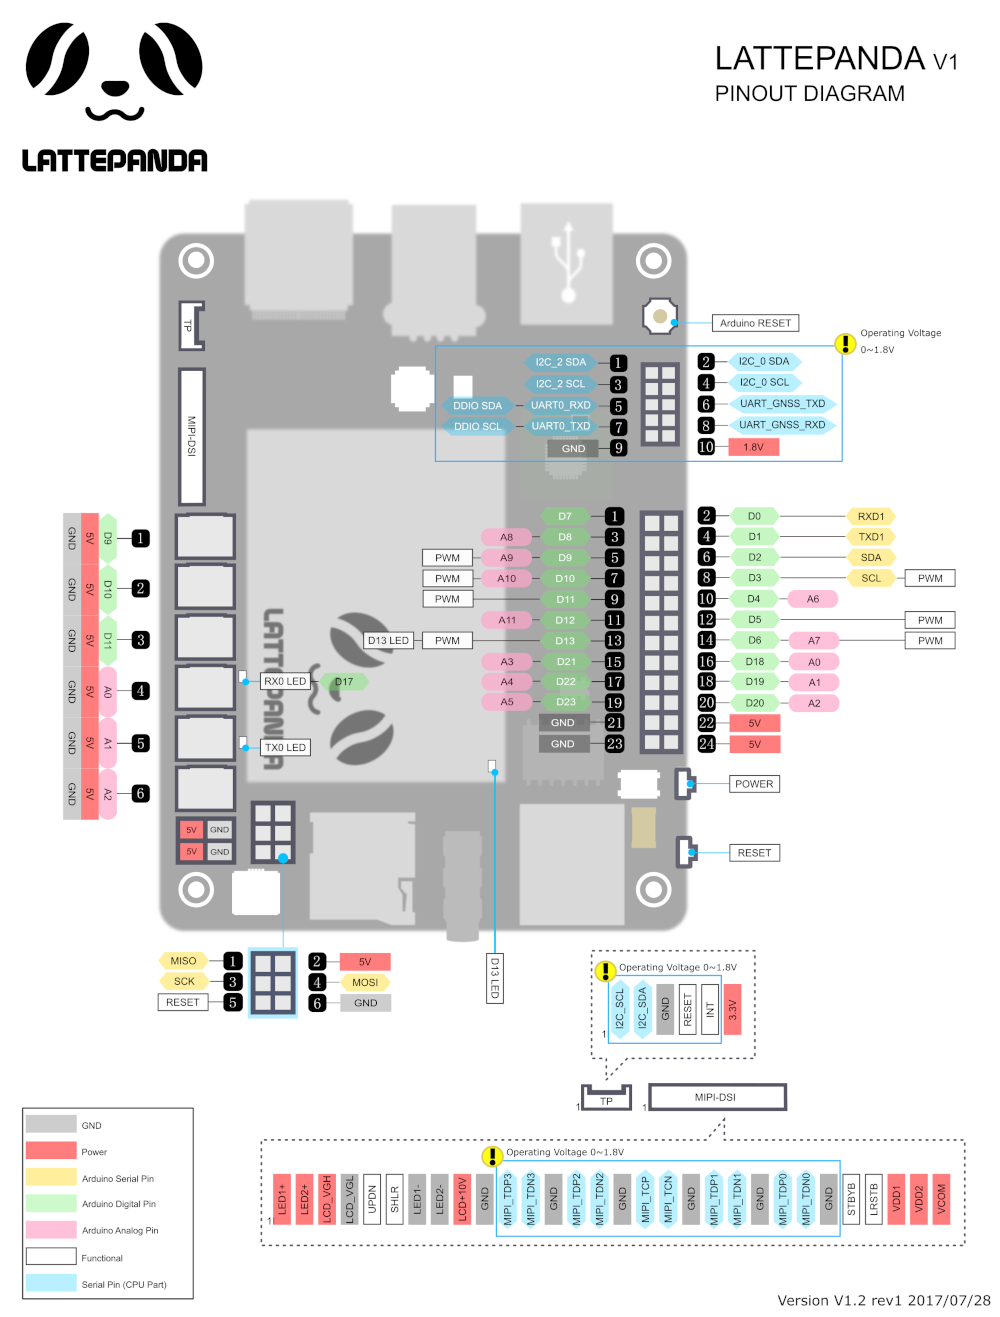 LATTEPANDA V1
PINOUT DIAGRAM
LATTEPANDA
TP
Arduino RESET
Operating Voltage
0~1.8V
I2C_2 SDA 1 2 I2C_0 SDA
I2C_2 SCL 3 4 I2C_0 SCL
DDIO SDA UART0_RXD 5 6 UART_GNSS_TXD
DDIO SCL UART0_TXD 7 8 UART_GNSS_RXD
GND 9 10 1.8V
MIPI-DSI
D7 1 2 D0 RXD1
A8 D8 3 4 D1 TXD1
PWM A9 D9 5 6 D2 SDA
PWM A10 D10 7 8 D3 SCL PWM
PWM D11 9 10 D4 A6
A11 D12 11 12 D5 PWM
D13 LED PWM D13 13 14 D6 A7 PWM
A3 D21 15 16 D18 A0
A4 D22 17 18 D19 A1
A5 D23 19 20 D20 A2
GND 21 22 5V
GND 23 24 5V
GND 5V D9 1
GND 5V D10 2
GND 5V D11 3
GND 5V A0 4
GND 5V A1 5
GND 5V A2 6
LATTEPANDA
RX0 LED D17
TX0 LED
POWER
RESET
5V GND
5V GND
MISO 1 2 5V
SCK 3 4 MOSI
RESET 5 6 GND
D13 LED
Operating Voltage 0~1.8V
1 I2C_SCL I2C_SDA GND RESET INT 3.3V
1 TP
1 MIPI-DSI
Operating Voltage 0~1.8V
1 LED1+ LED2+ LCD_VGH LCD_VGL UPDN SHLR LED1- LED2- LCD+10V GND MIPI_TDP3 MIPI_TDN3 GND MIPI_TDP2 MIPI_TDN2 GND MIPI_TCP MIPI_TCN GND MIPI_TDP1 MIPI_TDN1 GND MIPI_TDP0 MIPI_TDN0 GND STBYB LRSTB VDD1 VDD2 VCOM
GND
Power
Arduino Serial Pin
Arduino Digital Pin
Arduino Analog Pin
Functional
Serial Pin (CPU Part)
Version V1.2 rev1 2017/07/28